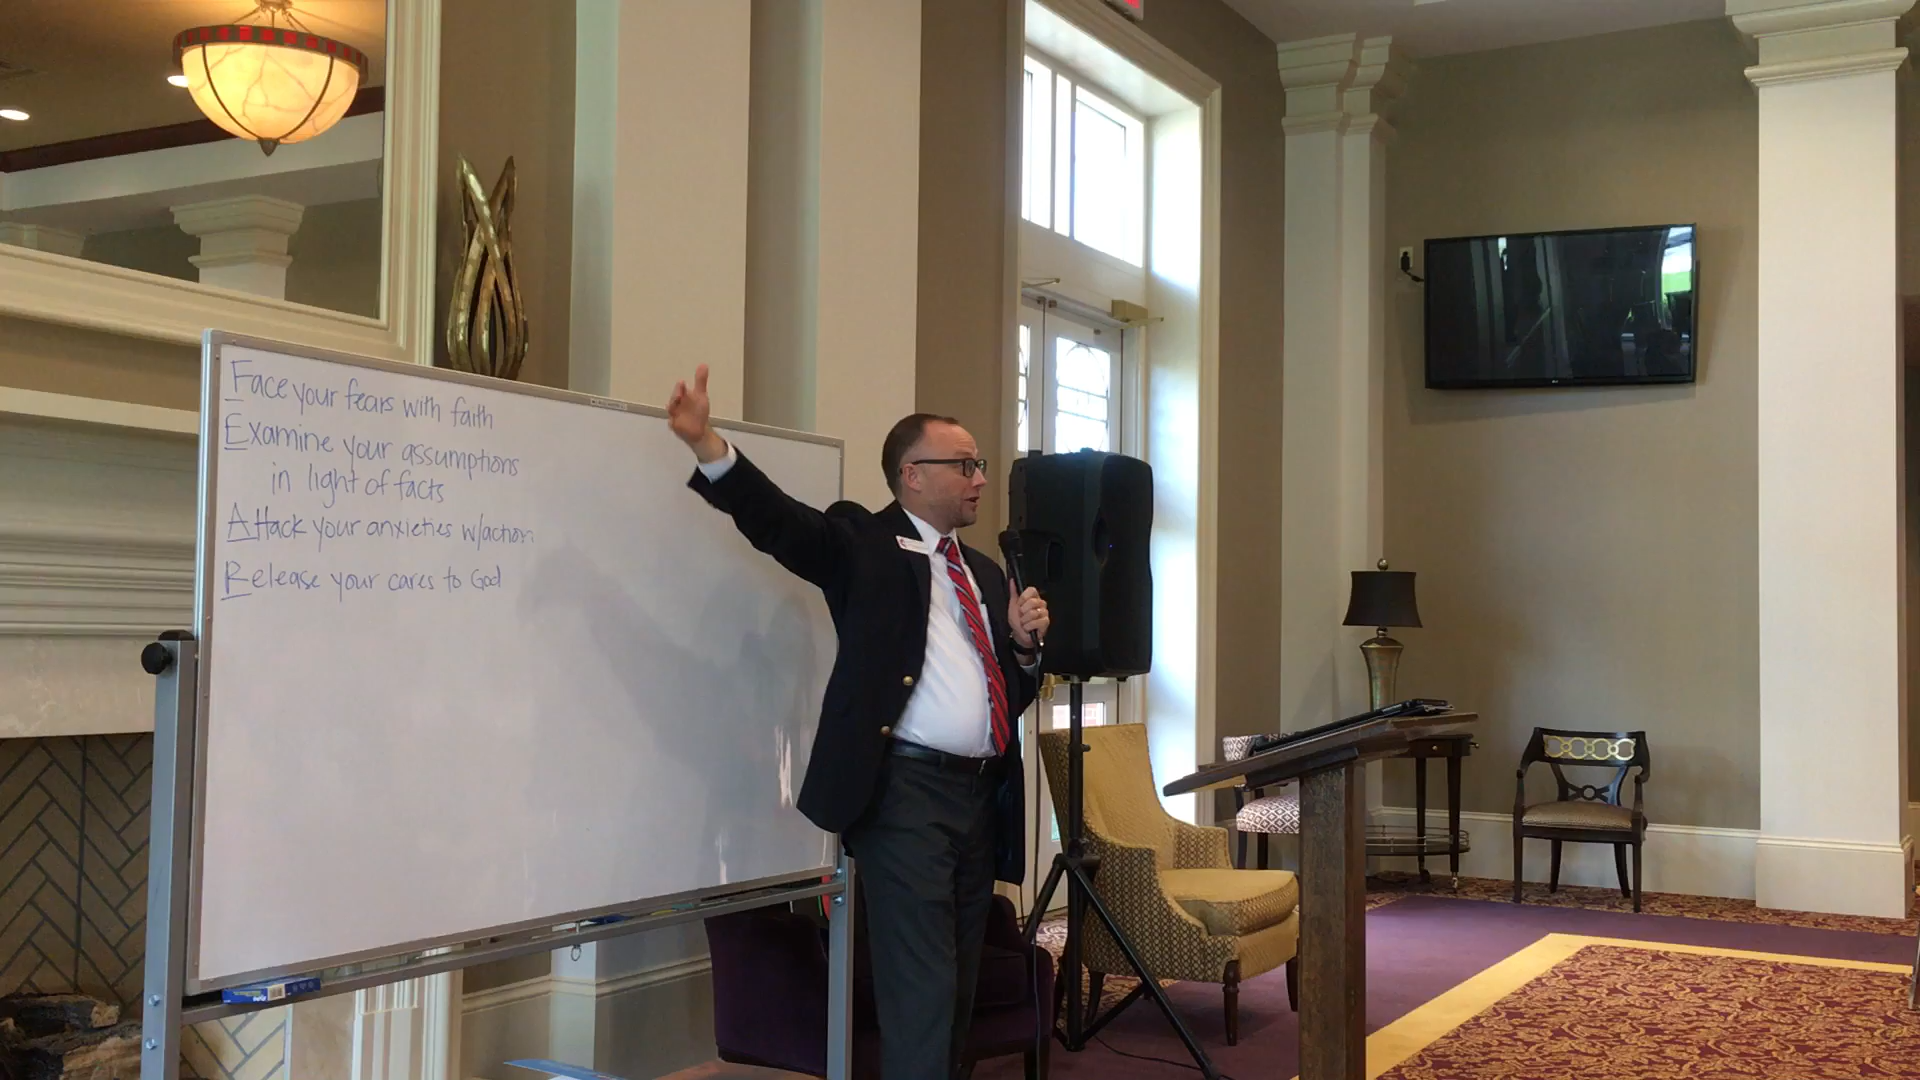 Face your fears with faith
Examine your assumptions
in light of facts
Attack your anxieties w/action
Release your cares to God